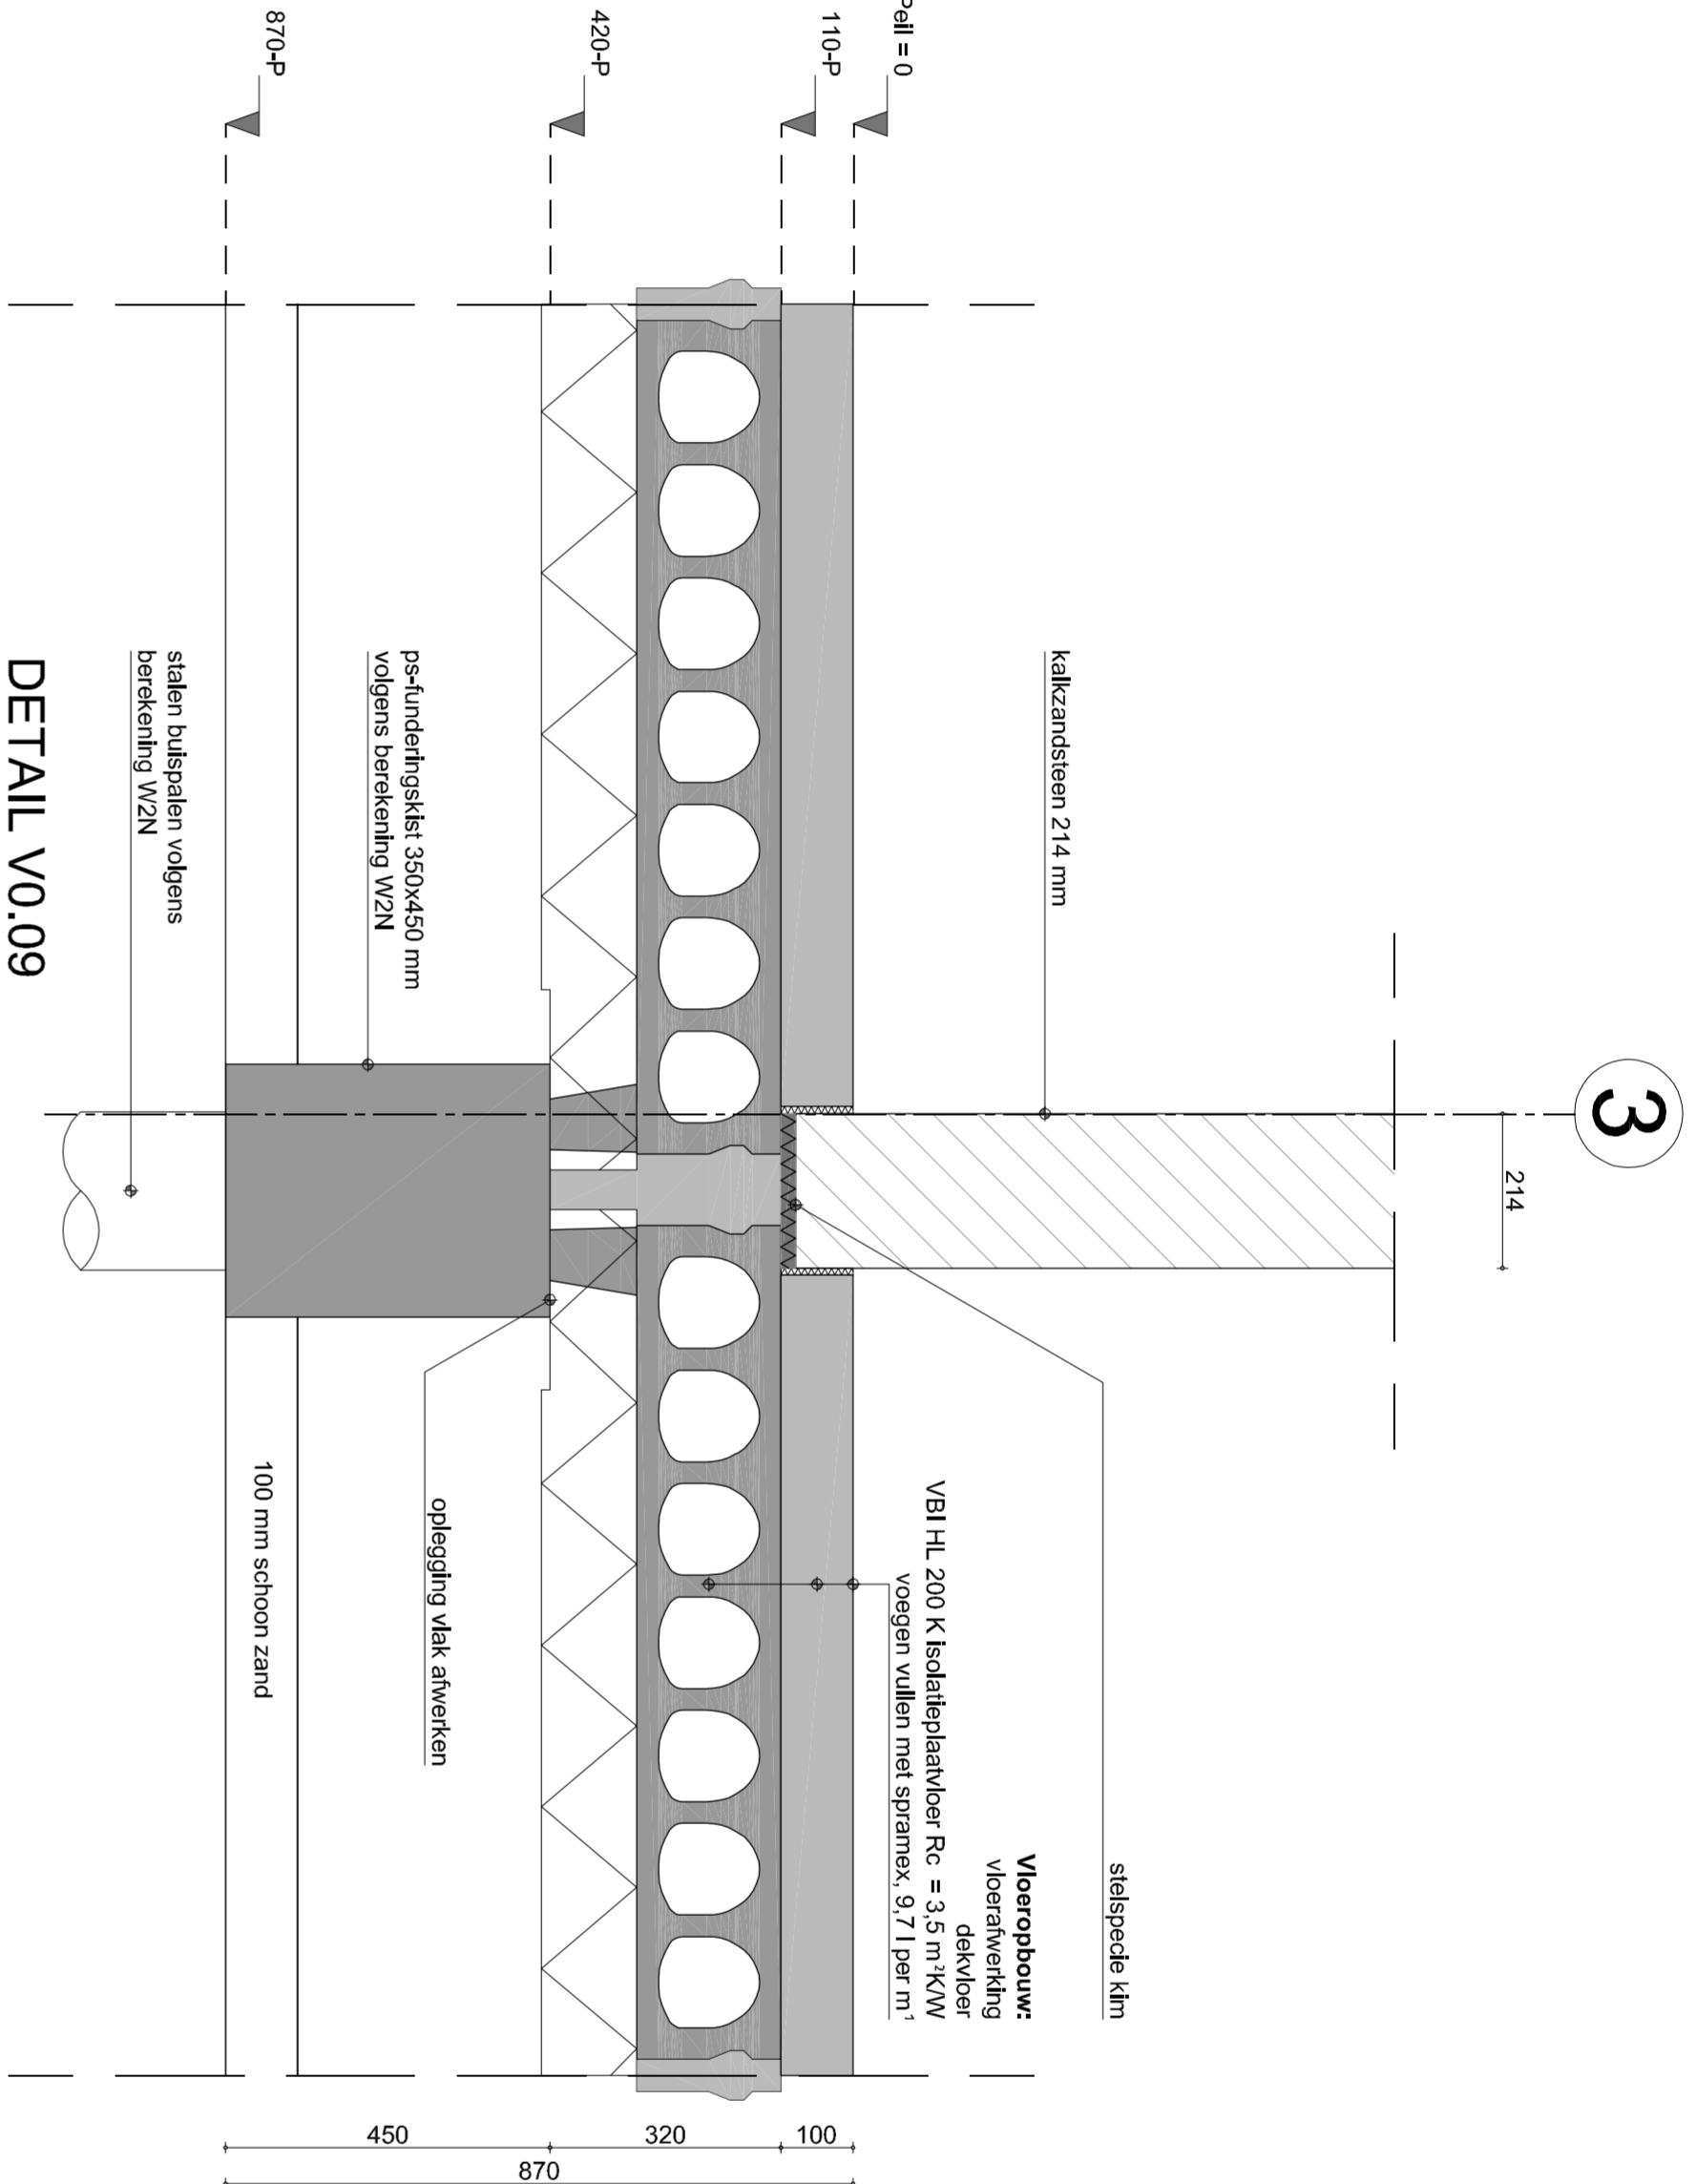 3
214
kalkzandsteen 214 mm
stelspecie kim
Vloeropbouw:
vloerafwerking
dekvloer
VBI HL 200 K isolatieplaatvloer Rc = 3,5 m²K/W
voegen vullen met spramex, 9,7 l per m¹
Peil = 0
110-P
420-P
870-P
100
320
450
870
ps-funderingskist 350x450 mm
volgens berekening W2N
oplegging vlak afwerken
100 mm schoon zand
stalen buispalen volgens
berekening W2N
DETAIL V0.09